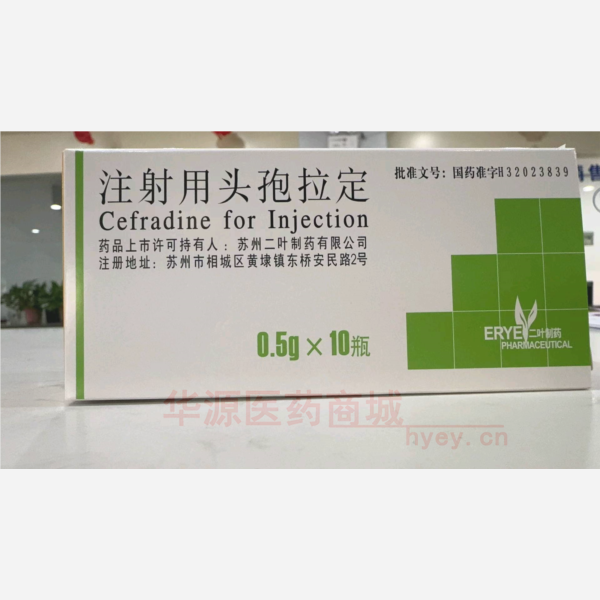 注射用头孢拉定
Cefradine for Injection
药品上市许可持有人：苏州二叶制药有限公司
注册地址：苏州市相城区黄埭镇东桥安民路2号
批准文号：国药准字H32023839
0.5g×10瓶
ERYE 二叶制药
PHARMACEUTICAL
华源医药商城
hyey.cn
售